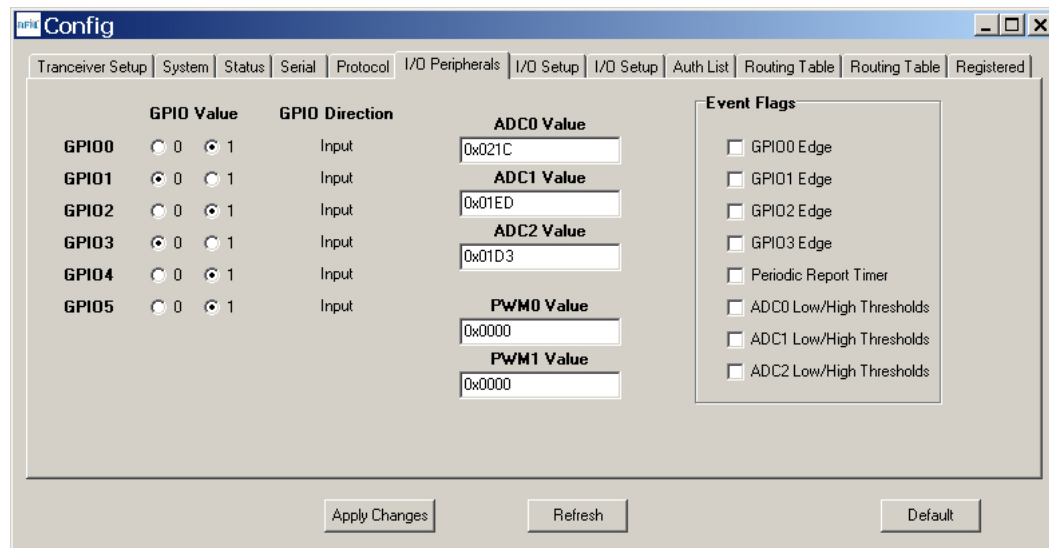 RFM Config
Tranceiver Setup System Status Serial Protocol I/O Peripherals I/O Setup I/O Setup Auth List Routing Table Routing Table Registered
GPIO Value GPIO Direction
GPIO0 0 1 Input
GPIO1 0 1 Input
GPIO2 0 1 Input
GPIO3 0 1 Input
GPIO4 0 1 Input
GPIO5 0 1 Input
ADC0 Value
0x021C
ADC1 Value
0x01ED
ADC2 Value
0x01D3
PWM0 Value
0x0000
PWM1 Value
0x0000
Event Flags
GPIO0 Edge
GPIO1 Edge
GPIO2 Edge
GPIO3 Edge
Periodic Report Timer
ADC0 Low/High Thresholds
ADC1 Low/High Thresholds
ADC2 Low/High Thresholds
Apply Changes Refresh Default